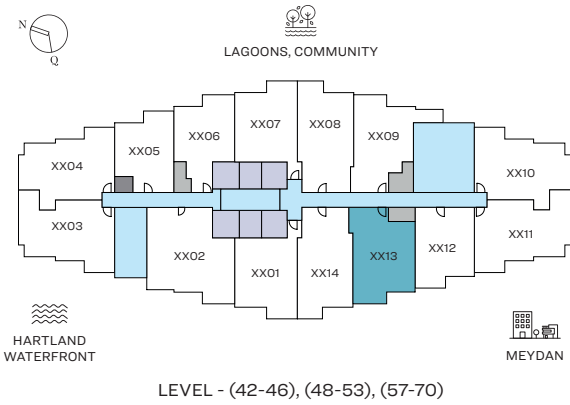 N
Q
LAGOONS, COMMUNITY
XX07
XX08
XX06
XX09
XX05
XX04
XX10
XX03
XX11
XX02
XX12
XX13
XX01
XX14
HARTLAND
WATERFRONT
MEYDAN
LEVEL - (42-46), (48-53), (57-70)